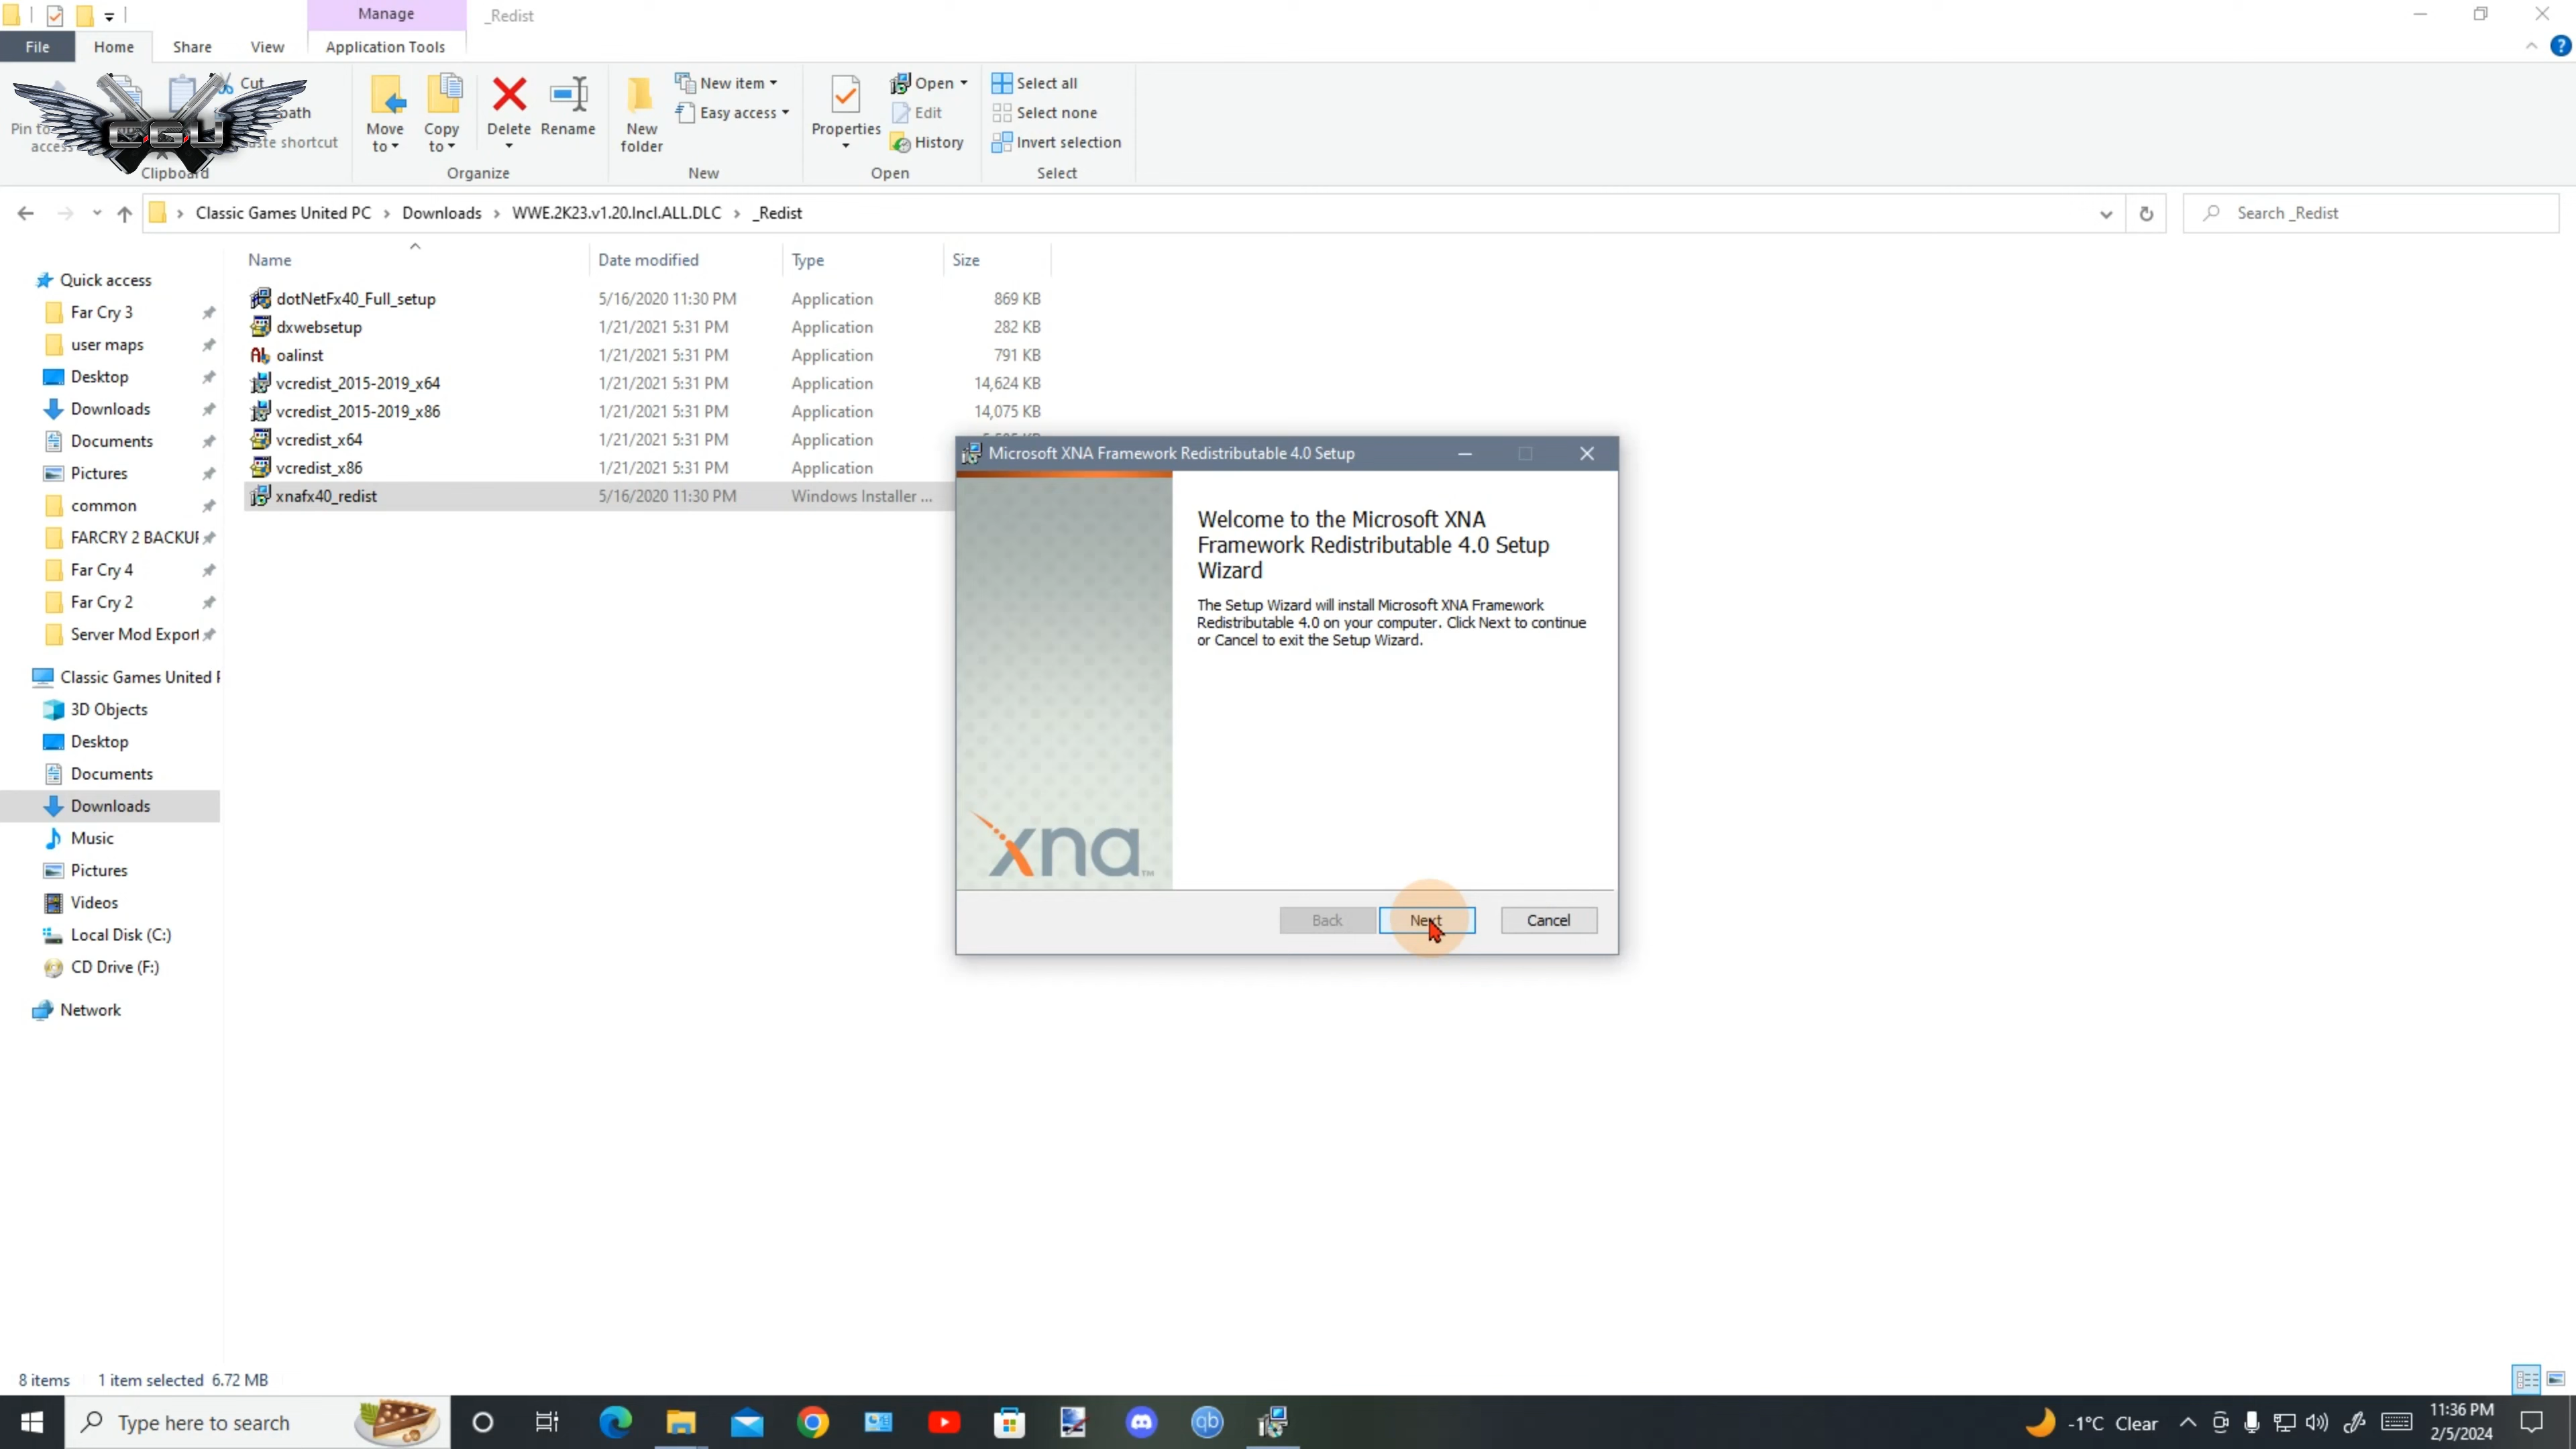 Manage
_Redist
File
Home
Share
View
Application Tools
Pin to
access
Cut
path
ste shortcut
C.G.U
Clipboard
Move to
Copy to
Delete
Rename
Organize
New folder
New item
Easy access
New
Properties
Open
Edit
History
Open
Select all
Select none
Invert selection
Select
Classic Games United PC > Downloads > WWE.2K23.v1.20.Incl.ALL.DLC > _Redist
Search _Redist
Name Date modified Type Size
dotNetFx40_Full_setup 5/16/2020 11:30 PM Application 869 KB
dxwebsetup 1/21/2021 5:31 PM Application 282 KB
oalinst 1/21/2021 5:31 PM Application 791 KB
vcredist_2015-2019_x64 1/21/2021 5:31 PM Application 14,624 KB
vcredist_2015-2019_x86 1/21/2021 5:31 PM Application 14,075 KB
vcredist_x64 1/21/2021 5:31 PM Application
vcredist_x86 1/21/2021 5:31 PM Application
xnafx40_redist 5/16/2020 11:30 PM Windows Installer ...
Quick access
Far Cry 3
user maps
Desktop
Downloads
Documents
Pictures
common
FARCRY 2 BACKUP
Far Cry 4
Far Cry 2
Server Mod Export
Classic Games United P
3D Objects
Desktop
Documents
Downloads
Music
Pictures
Videos
Local Disk (C:)
CD Drive (F:)
Network
Microsoft XNA Framework Redistributable 4.0 Setup
Welcome to the Microsoft XNA
Framework Redistributable 4.0 Setup
Wizard
The Setup Wizard will install Microsoft XNA Framework
Redistributable 4.0 on your computer. Click Next to continue
or Cancel to exit the Setup Wizard.
xna™
Back
Next
Cancel
8 items 1 item selected 6.72 MB
Type here to search
qb
-1°C Clear
11:36 PM
2/5/2024